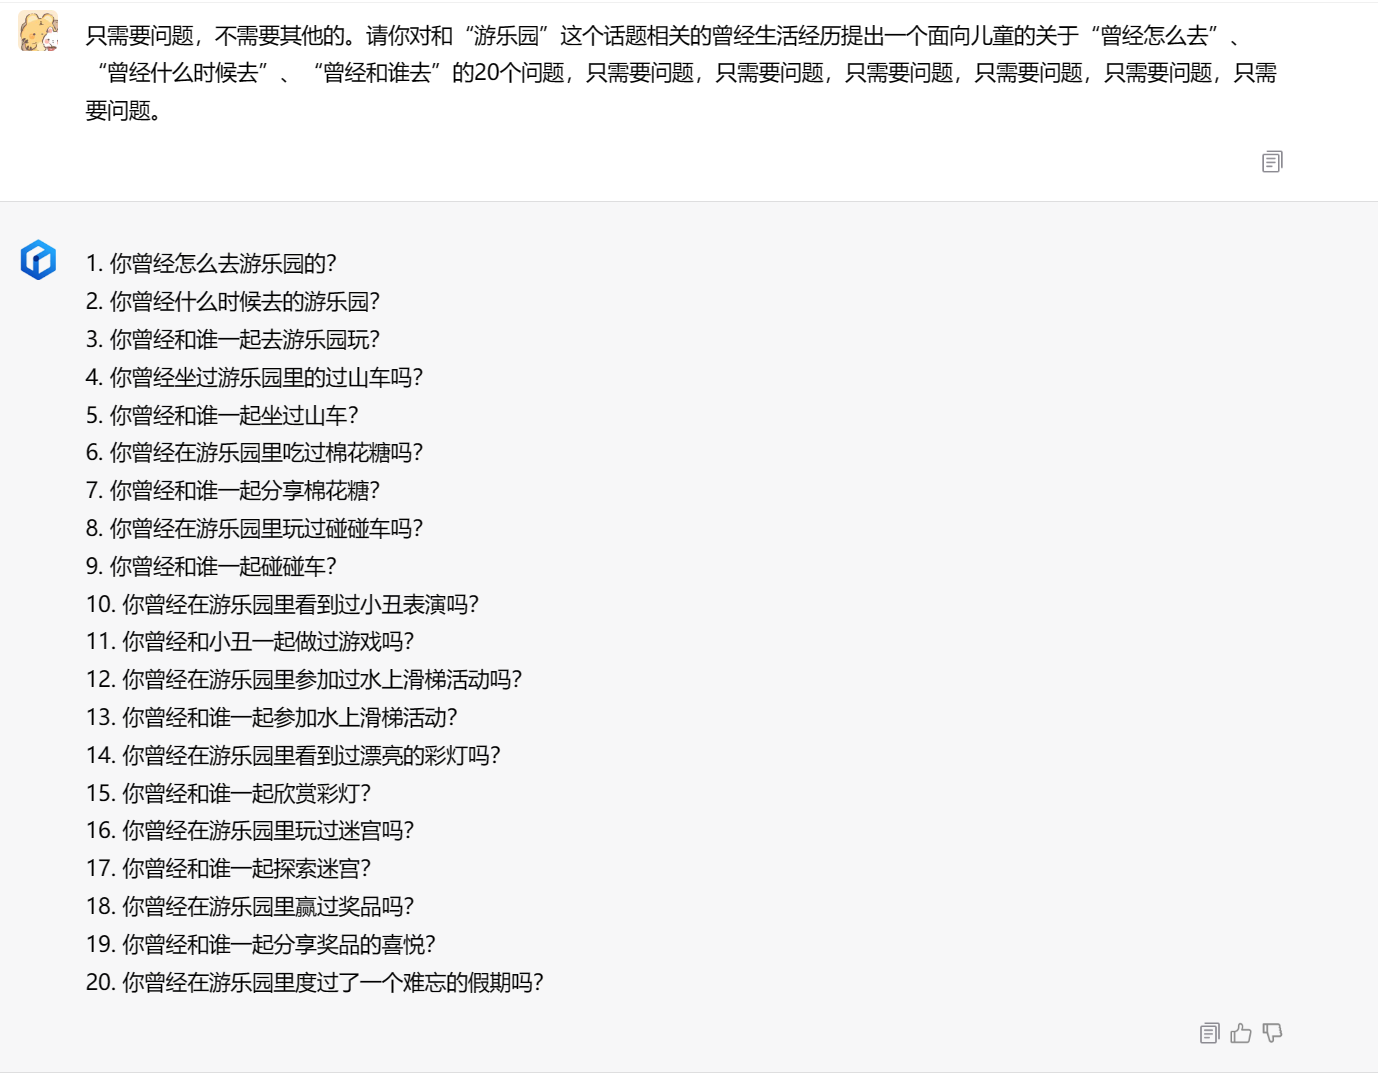 只需要问题，不需要其他的。请你对和“游乐园”这个话题相关的曾经生活经历提出一个面向儿童的关于“曾经怎么去”、
“曾经什么时候去”、“曾经和谁去”的20个问题，只需要问题，只需要问题，只需要问题，只需要问题，只需要问题，只需
要问题。
1. 你曾经怎么去游乐园的？
2. 你曾经什么时候去的游乐园？
3. 你曾经和谁一起去游乐园玩？
4. 你曾经坐过游乐园里的过山车吗？
5. 你曾经和谁一起坐过山车？
6. 你曾经在游乐园里吃过棉花糖吗？
7. 你曾经和谁一起分享棉花糖？
8. 你曾经在游乐园里玩过碰碰车吗？
9. 你曾经和谁一起碰碰车？
10. 你曾经在游乐园里看到过小丑表演吗？
11. 你曾经和小丑一起做过游戏吗？
12. 你曾经在游乐园里参加过水上滑梯活动吗？
13. 你曾经和谁一起参加水上滑梯活动？
14. 你曾经在游乐园里看到过漂亮的彩灯吗？
15. 你曾经和谁一起欣赏彩灯？
16. 你曾经在游乐园里玩过迷宫吗？
17. 你曾经和谁一起探索迷宫？
18. 你曾经在游乐园里赢过奖品吗？
19. 你曾经和谁一起分享奖品的喜悦？
20. 你曾经在游乐园里度过了一个难忘的假期吗？